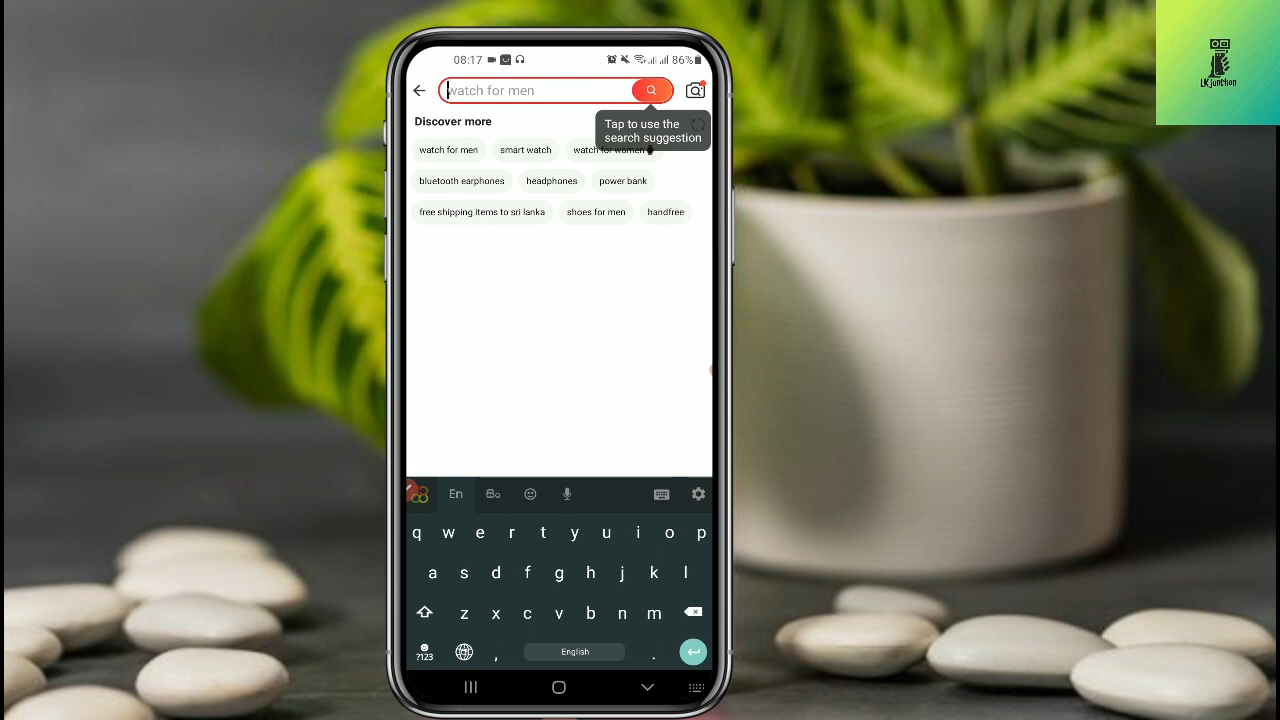 LKjunction
08:17
86%
watch for men
Discover more
Tap to use the
search suggestion
watch for men
smart watch
watch for women
bluetooth earphones
headphones
power bank
free shipping items to sri lanka
shoes for men
handfree
En
q w e r t y u i o p
a s d f g h j k l
z x c v b n m
?123
,
English
.